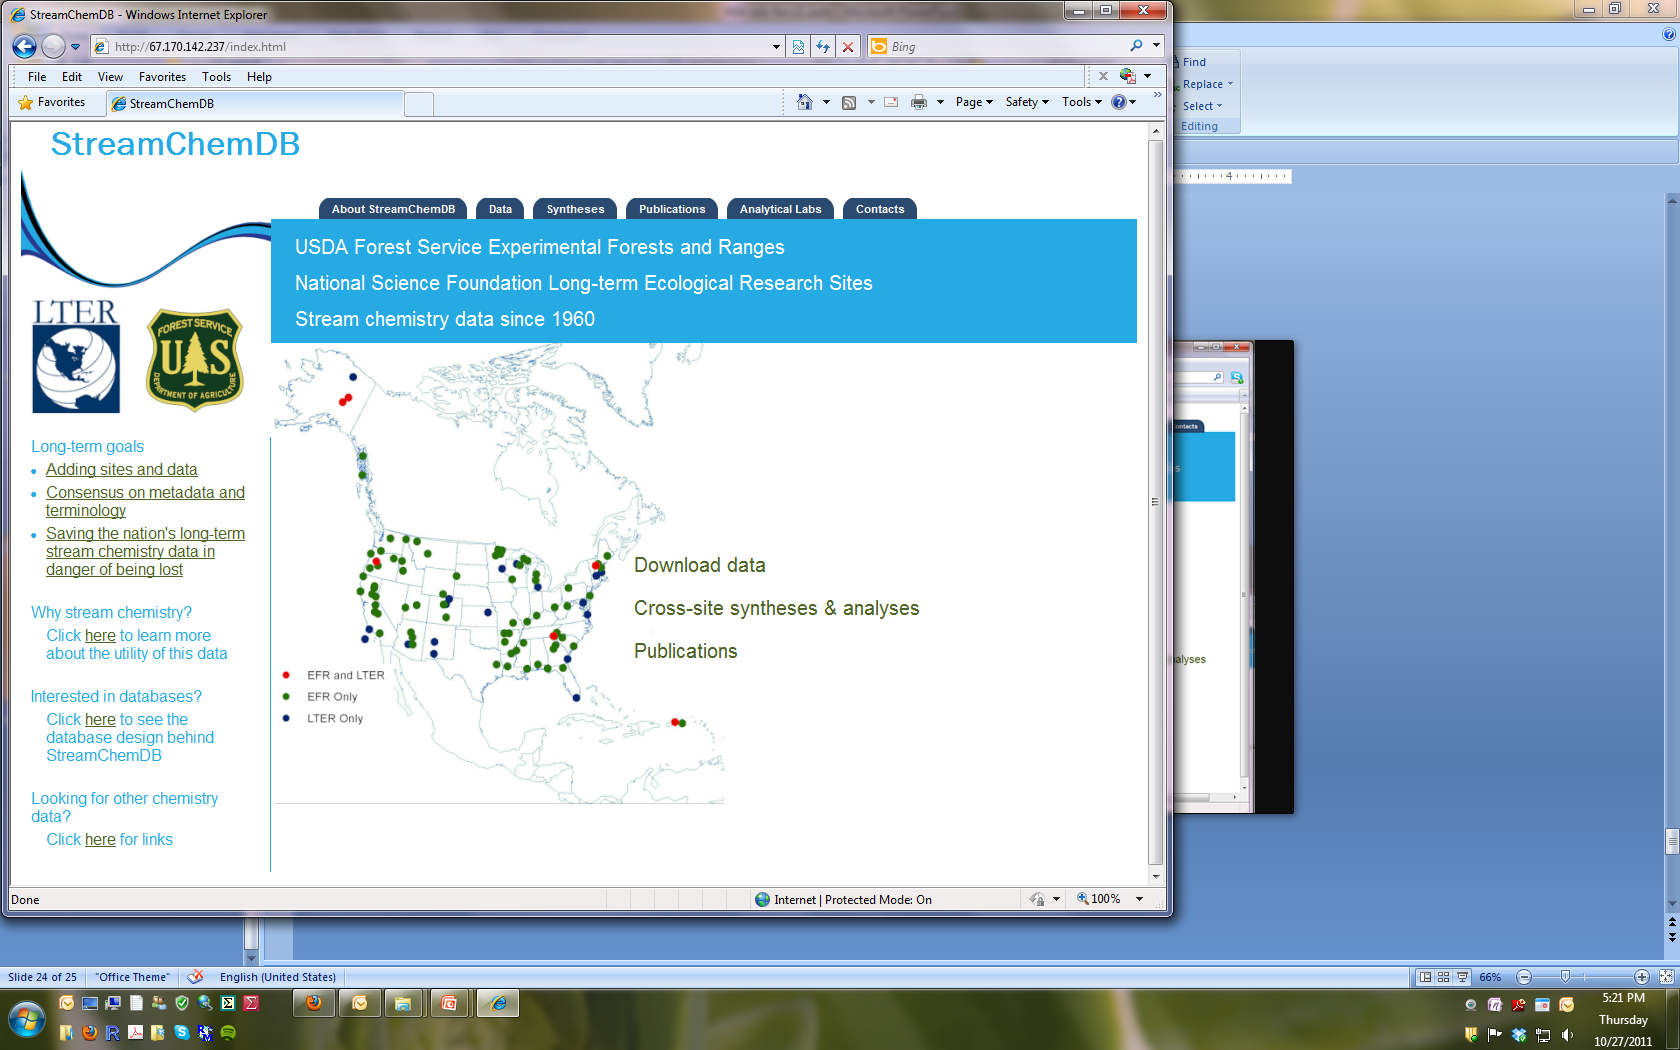 StreamChemDB - Windows Internet Explorer
http://67.170.142.237/index.html
Bing
File Edit View Favorites Tools Help
Favorites
StreamChemDB
Page Safety Tools
StreamChemDB
About StreamChemDB Data Syntheses Publications Analytical Labs Contacts
USDA Forest Service Experimental Forests and Ranges
National Science Foundation Long-term Ecological Research Sites
Stream chemistry data since 1960
LTER
FOREST SERVICE
UAS
DEPARTMENT OF AGRICULTURE
Long-term goals
Adding sites and data
Consensus on metadata and
terminology
Saving the nation's long-term
stream chemistry data in
danger of being lost
Why stream chemistry?
Click here to learn more
about the utility of this data
Interested in databases?
Click here to see the
database design behind
StreamChemDB
Looking for other chemistry
data?
Click here for links
EFR and LTER
EFR Only
LTER Only
Download data
Cross-site syntheses & analyses
Publications
Done
Internet | Protected Mode: On
100%
Find
Replace
Select
Editing
4
ontacts
s
alyses
Slide 24 of 25
"Office Theme"
English (United States)
66%
5:21 PM
Thursday
10/27/2011